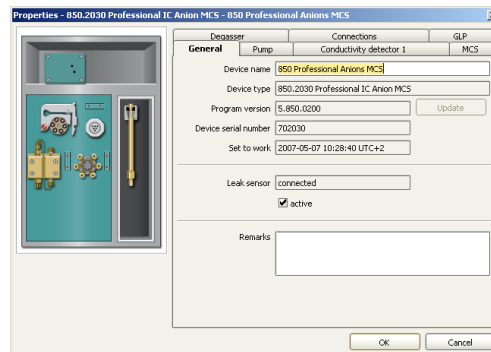 Properties - 850.2030 Professional IC Anion MCS - 850 Professional Anions MCS
Degasser Connections GLP
General Pump Conductivity detector 1 MCS
Device name 850 Professional Anions MCS
Device type 850.2030 Professional IC Anion MCS
Program version 5.850.0200 Update
Device serial number 702030
Set to work 2007-05-07 10:28:40 UTC+2
Leak sensor connected
active
Remarks
OK Cancel